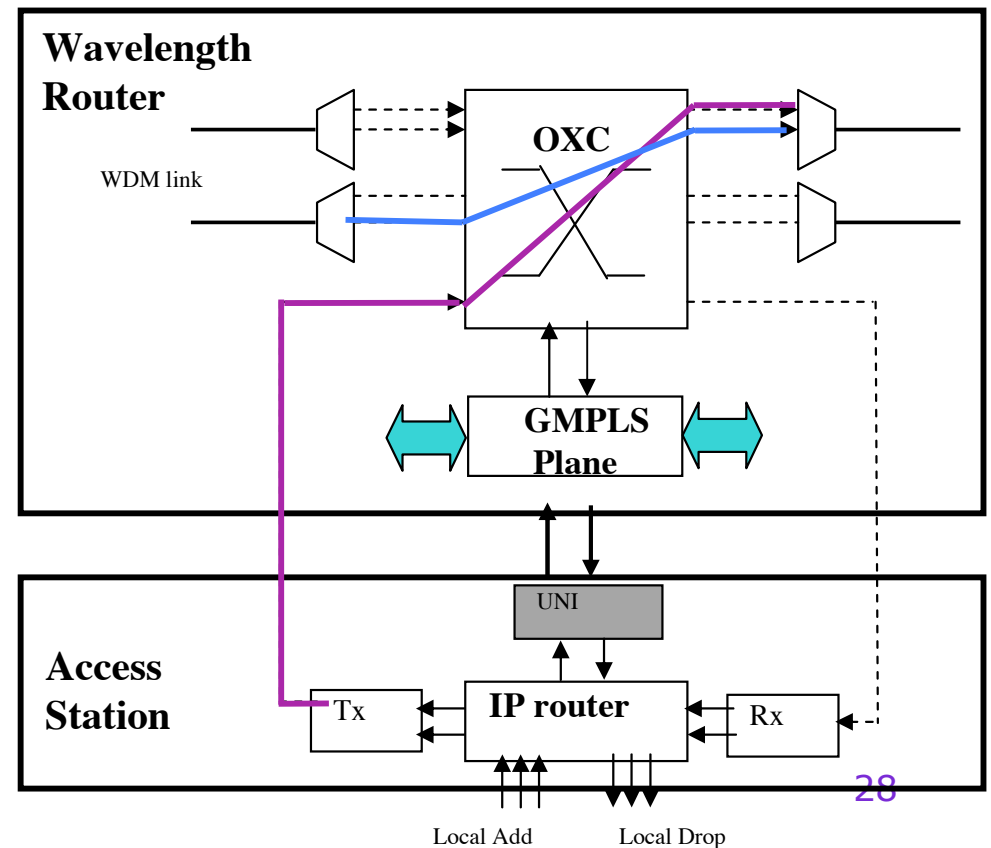 Wavelength
Router
OXC
WDM link
GMPLS
Plane
UNI
Access
Station
Tx
IP router
Rx
28
Local Add
Local Drop